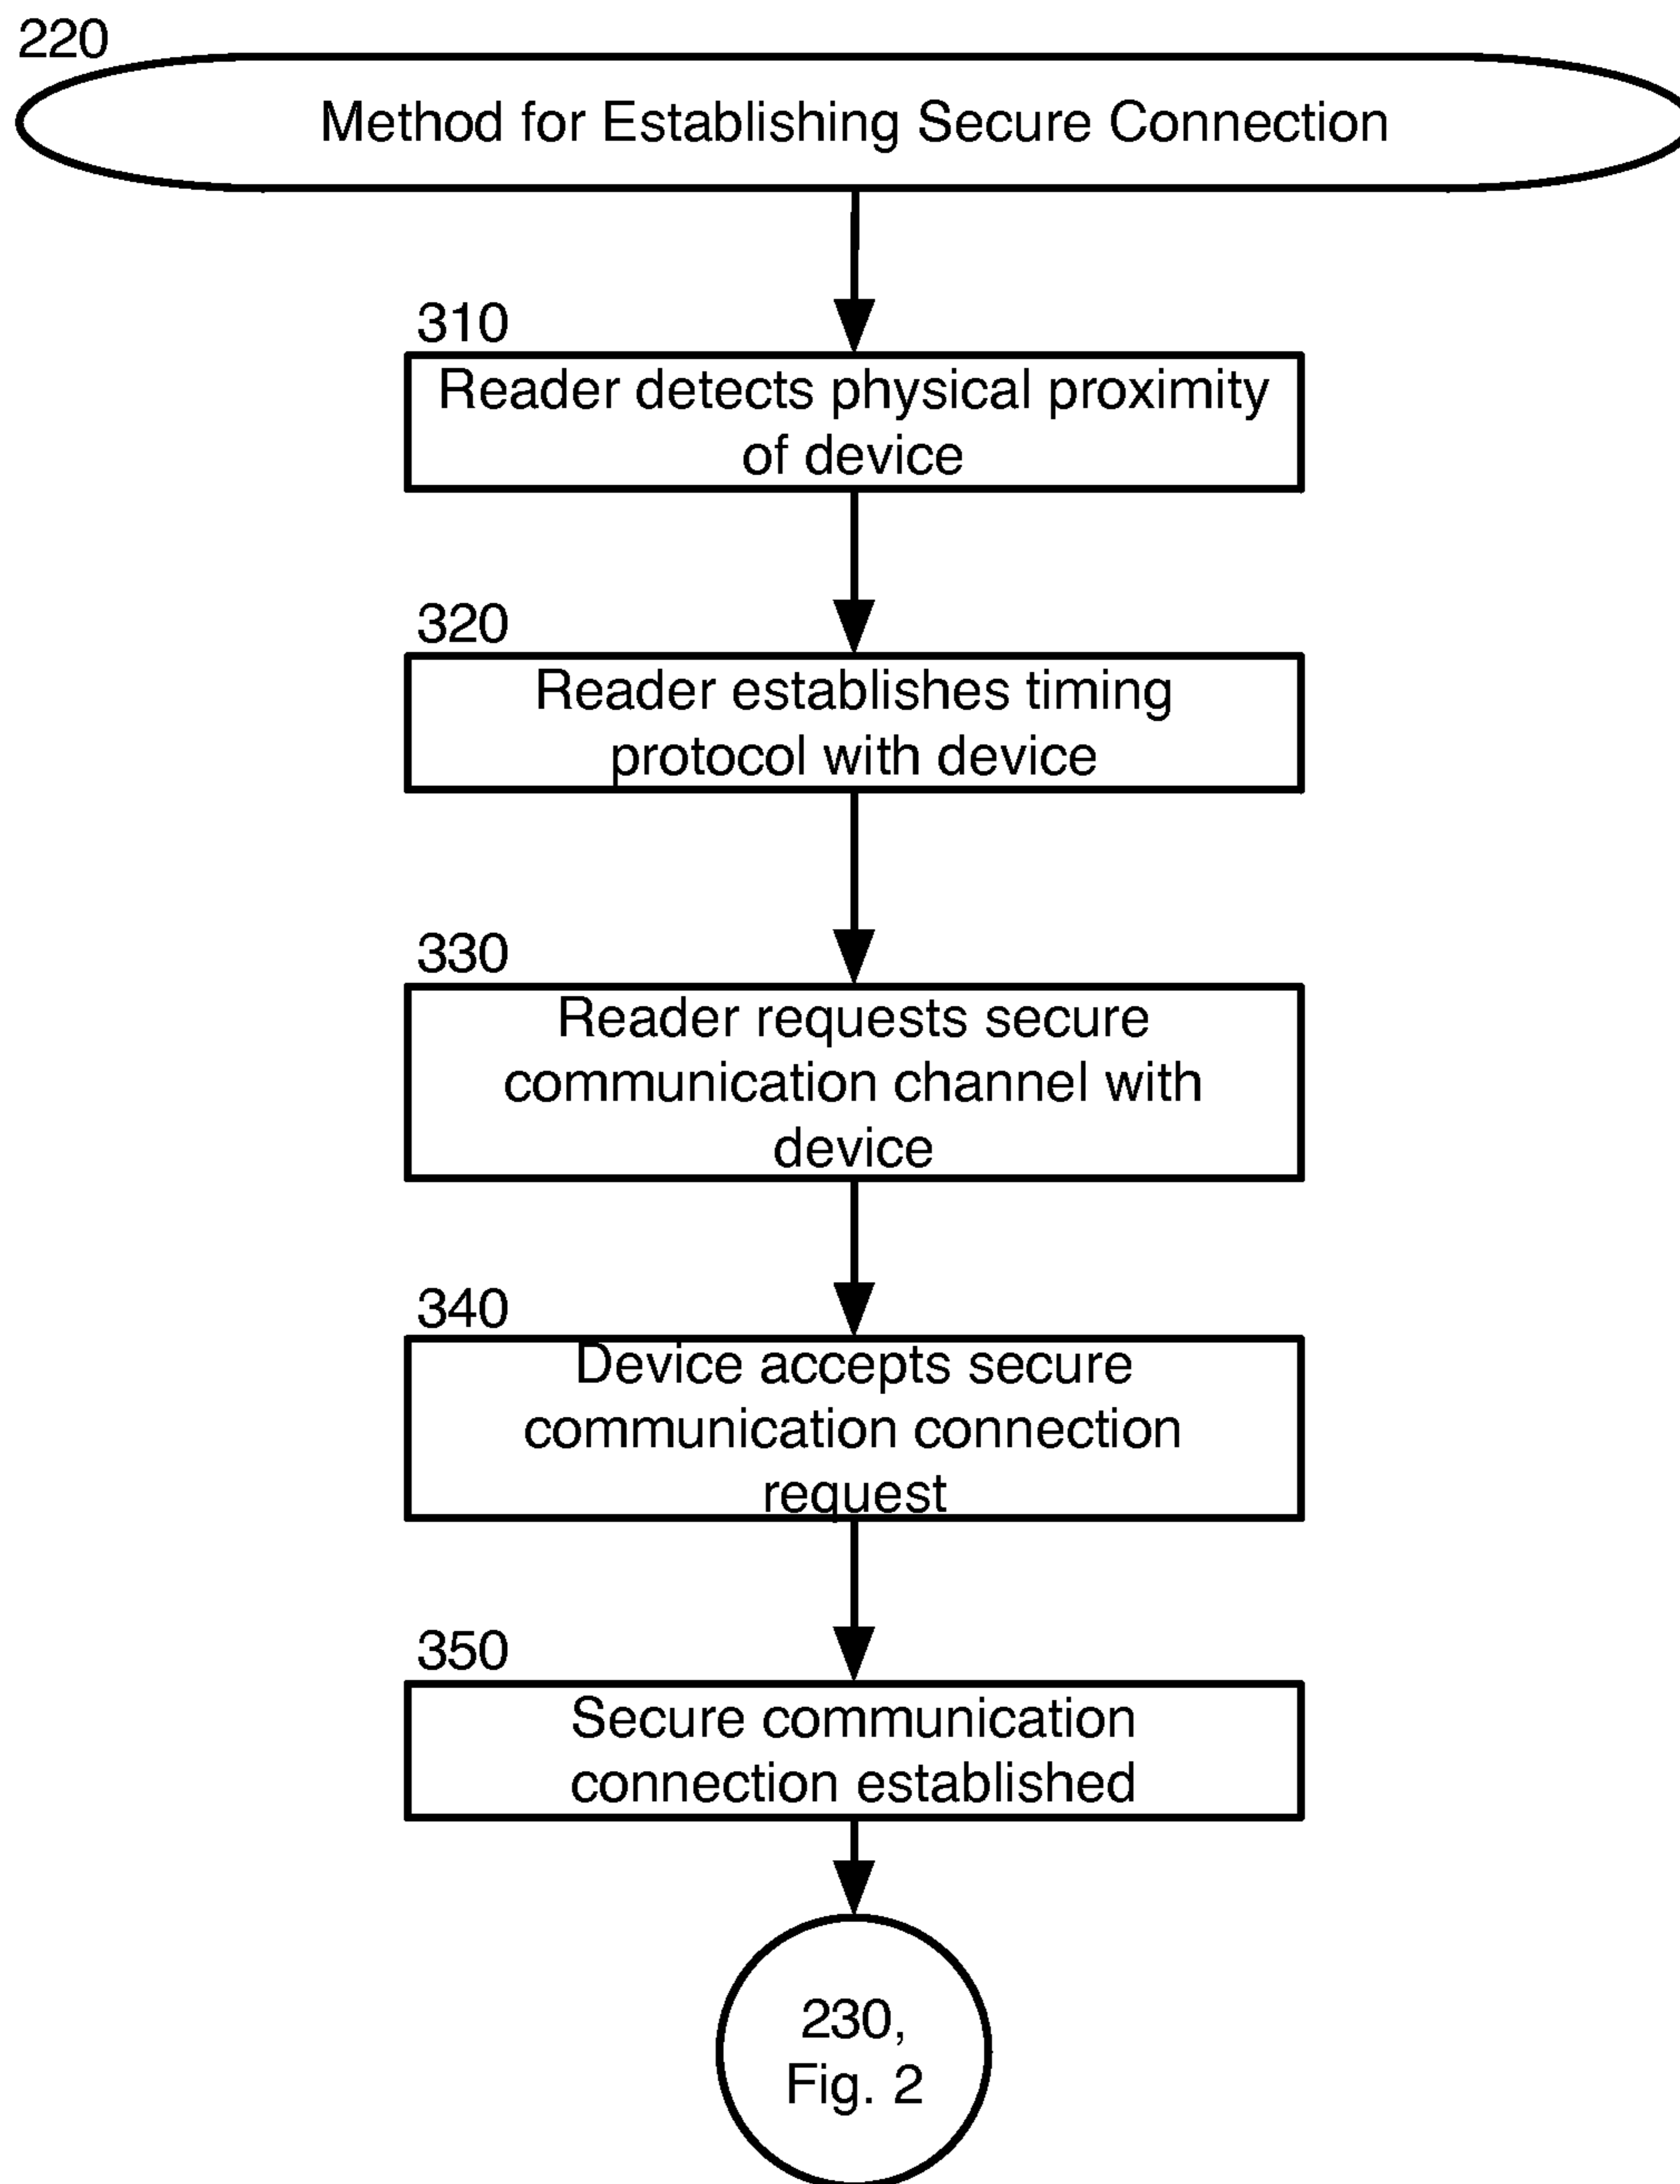 220
Method for Establishing Secure Connection
310
Reader detects physical proximity
of device
320
Reader establishes timing
protocol with device
330
Reader requests secure
communication channel with
device
340
Device accepts secure
communication connection
request
350
Secure communication
connection established
230,
Fig. 2